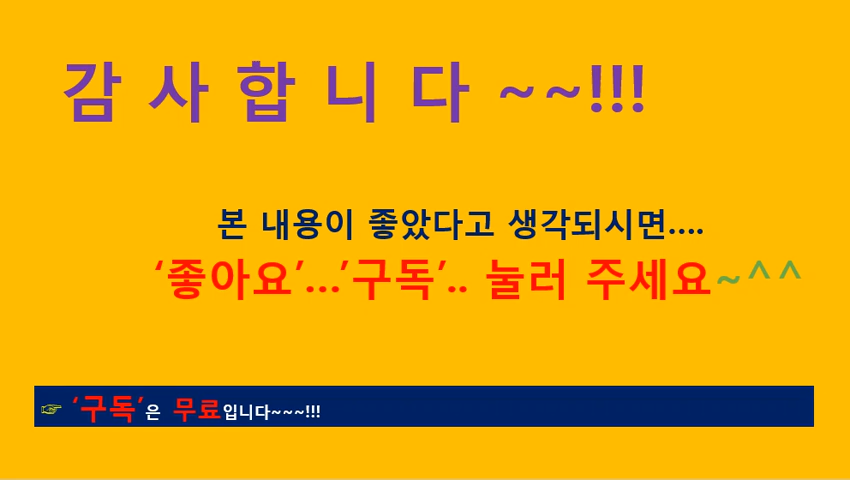 감 사 합 니 다 ~~!!!
본 내용이 좋았다고 생각되시면....
‘좋아요’...’구독’.. 눌러 주세요~^^
☞ ‘구독’은 무료입니다~~~!!!